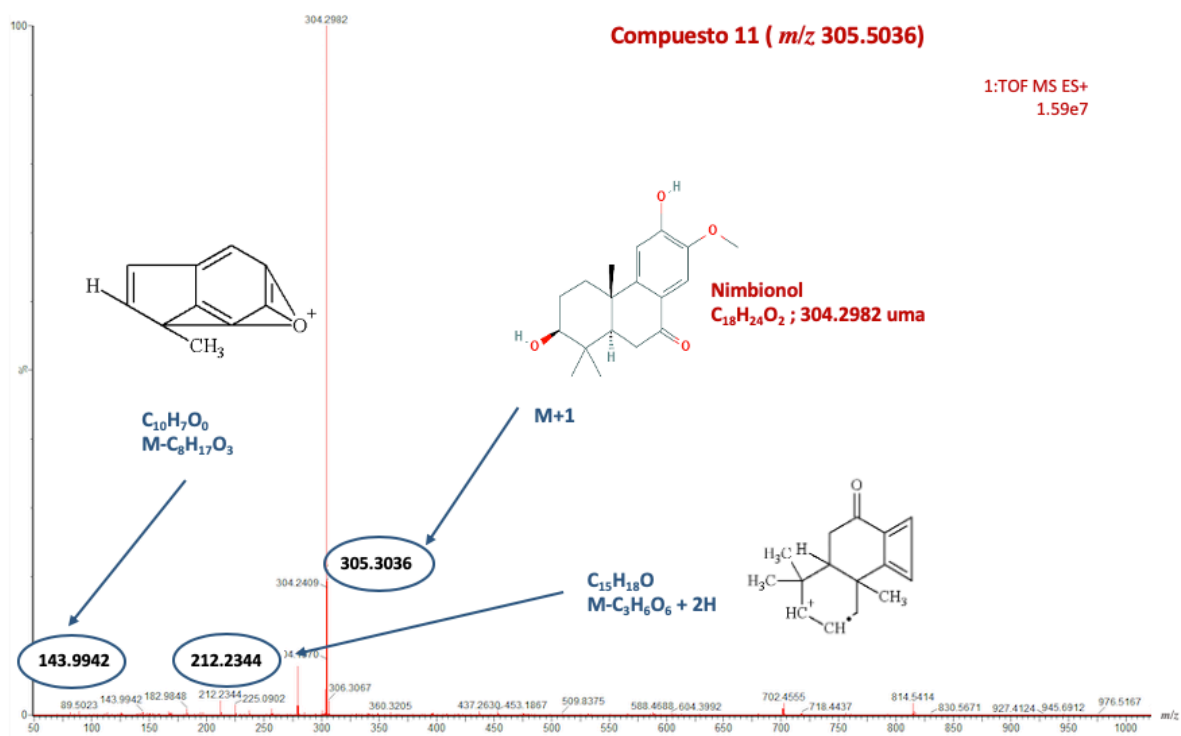 304.2982
100
Compuesto 11 ( m/z 305.5036)
1:TOF MS ES+
1.59e7
H
O
O
Nimbionol
C₁₈H₂₄O₂ ; 304.2982 uma
H
O
H
O
H
O
+
CH₃
%
C₁₀H₇O₀
M-C₈H₁₇O₃
M+1
305.3036
304.2409
C₁₅H₁₈O
M-C₃H₆O₆ + 2H
O
H₃C
H
H₃C
HC
+
CH
CH₃
143.9942
212.2344
89.5023
143.9942
182.9848
212.2344
225.0902
306.3067
360.3205
437.2630
453.1867
509.8375
588.4688
604.3992
702.4555
718.4437
814.5414
830.5671
927.4124
945.6912
976.5167
0
50 100 150 200 250 300 350 400 450 500 550 600 650 700 750 800 850 900 950 1000 m/z